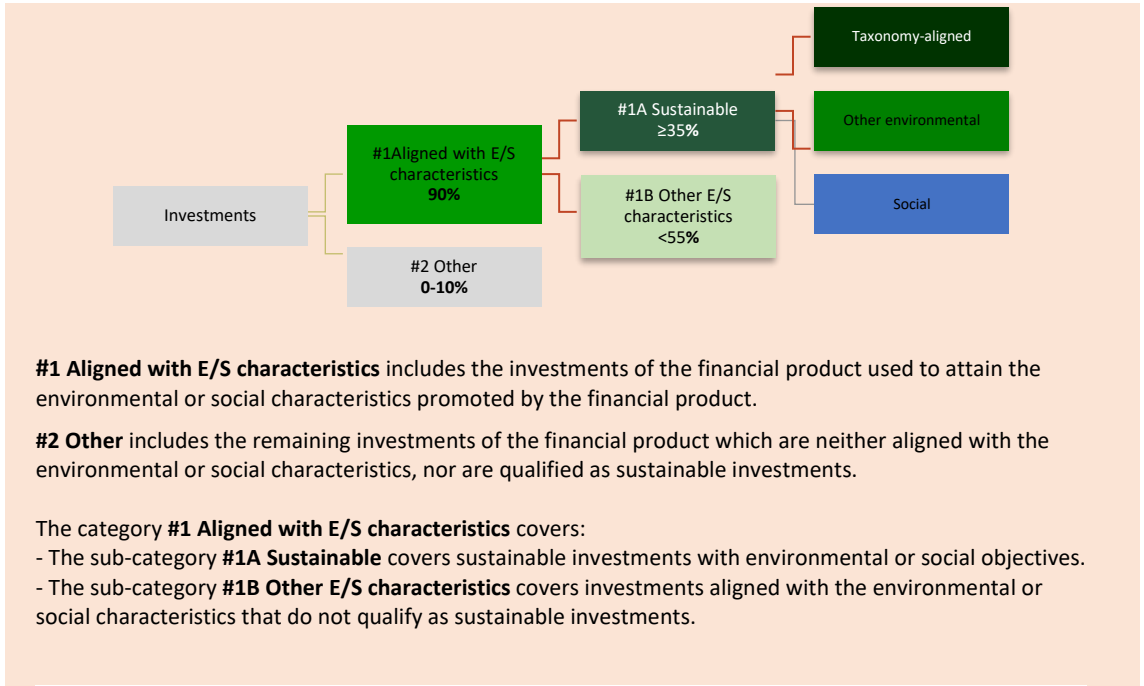 Taxonomy-aligned
#1A Sustainable
≥35%
Other environmental
#1Aligned with E/S
characteristics
90%
#1B Other E/S
characteristics
<55%
Social
Investments
#2 Other
0-10%
#1 Aligned with E/S characteristics includes the investments of the financial product used to attain the
environmental or social characteristics promoted by the financial product.
#2 Other includes the remaining investments of the financial product which are neither aligned with the
environmental or social characteristics, nor are qualified as sustainable investments.
The category #1 Aligned with E/S characteristics covers:
- The sub-category #1A Sustainable covers sustainable investments with environmental or social objectives.
- The sub-category #1B Other E/S characteristics covers investments aligned with the environmental or
social characteristics that do not qualify as sustainable investments.